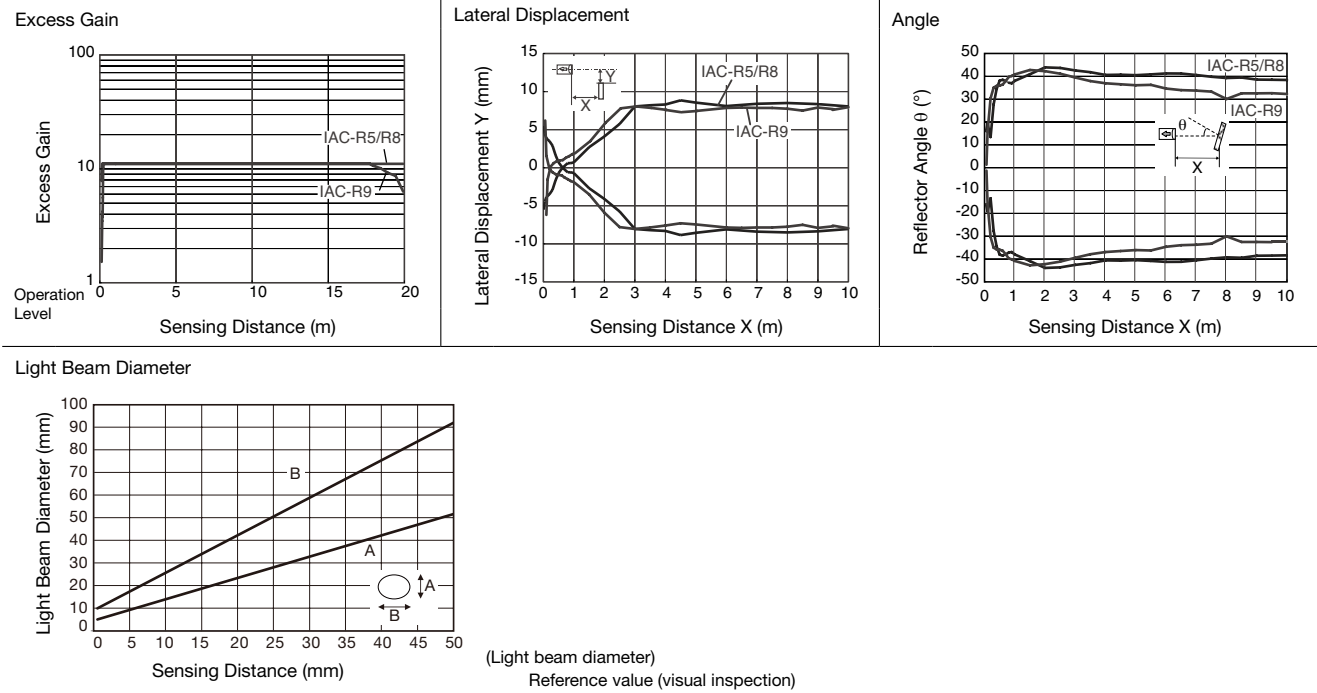 Excess Gain
100
10
1
Excess Gain
IAC-R5/R8
IAC-R9
Operation
Level
0 5 10 15 20
Sensing Distance (m)
Lateral Displacement
15
10
5
0
-5
-10
-15
Lateral Displacement Y (mm)
Y
X
IAC-R5/R8
IAC-R9
0 1 2 3 4 5 6 7 8 9 10
Sensing Distance X (m)
Angle
50
40
30
20
10
0
-10
-20
-30
-40
-50
Reflector Angle θ (°)
IAC-R5/R8
IAC-R9
θ
X
0 1 2 3 4 5 6 7 8 9 10
Sensing Distance X (m)
Light Beam Diameter
100
90
80
70
60
50
40
30
20
10
0
Light Beam Diameter (mm)
B
A
A
B
0 5 10 15 20 25 30 35 40 45 50
Sensing Distance (mm)
(Light beam diameter)
Reference value (visual inspection)